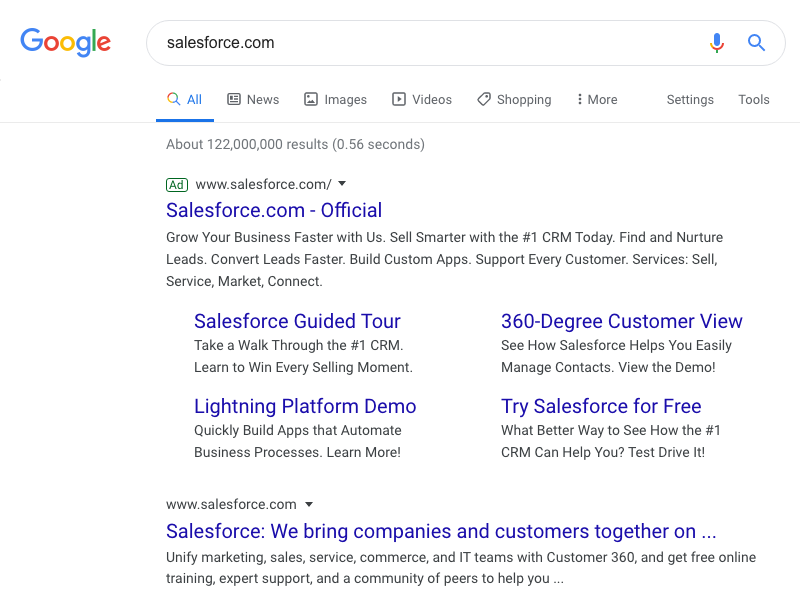 Google
salesforce.com
All News Images Videos Shopping More Settings Tools
About 122,000,000 results (0.56 seconds)
Ad www.salesforce.com/
Salesforce.com - Official
Grow Your Business Faster with Us. Sell Smarter with the #1 CRM Today. Find and Nurture
Leads. Convert Leads Faster. Build Custom Apps. Support Every Customer. Services: Sell,
Service, Market, Connect.
Salesforce Guided Tour
Take a Walk Through the #1 CRM.
Learn to Win Every Selling Moment.
360-Degree Customer View
See How Salesforce Helps You Easily
Manage Contacts. View the Demo!
Lightning Platform Demo
Quickly Build Apps that Automate
Business Processes. Learn More!
Try Salesforce for Free
What Better Way to See How the #1
CRM Can Help You? Test Drive It!
www.salesforce.com
Salesforce: We bring companies and customers together on ...
Unify marketing, sales, service, commerce, and IT teams with Customer 360, and get free online
training, expert support, and a community of peers to help you ...